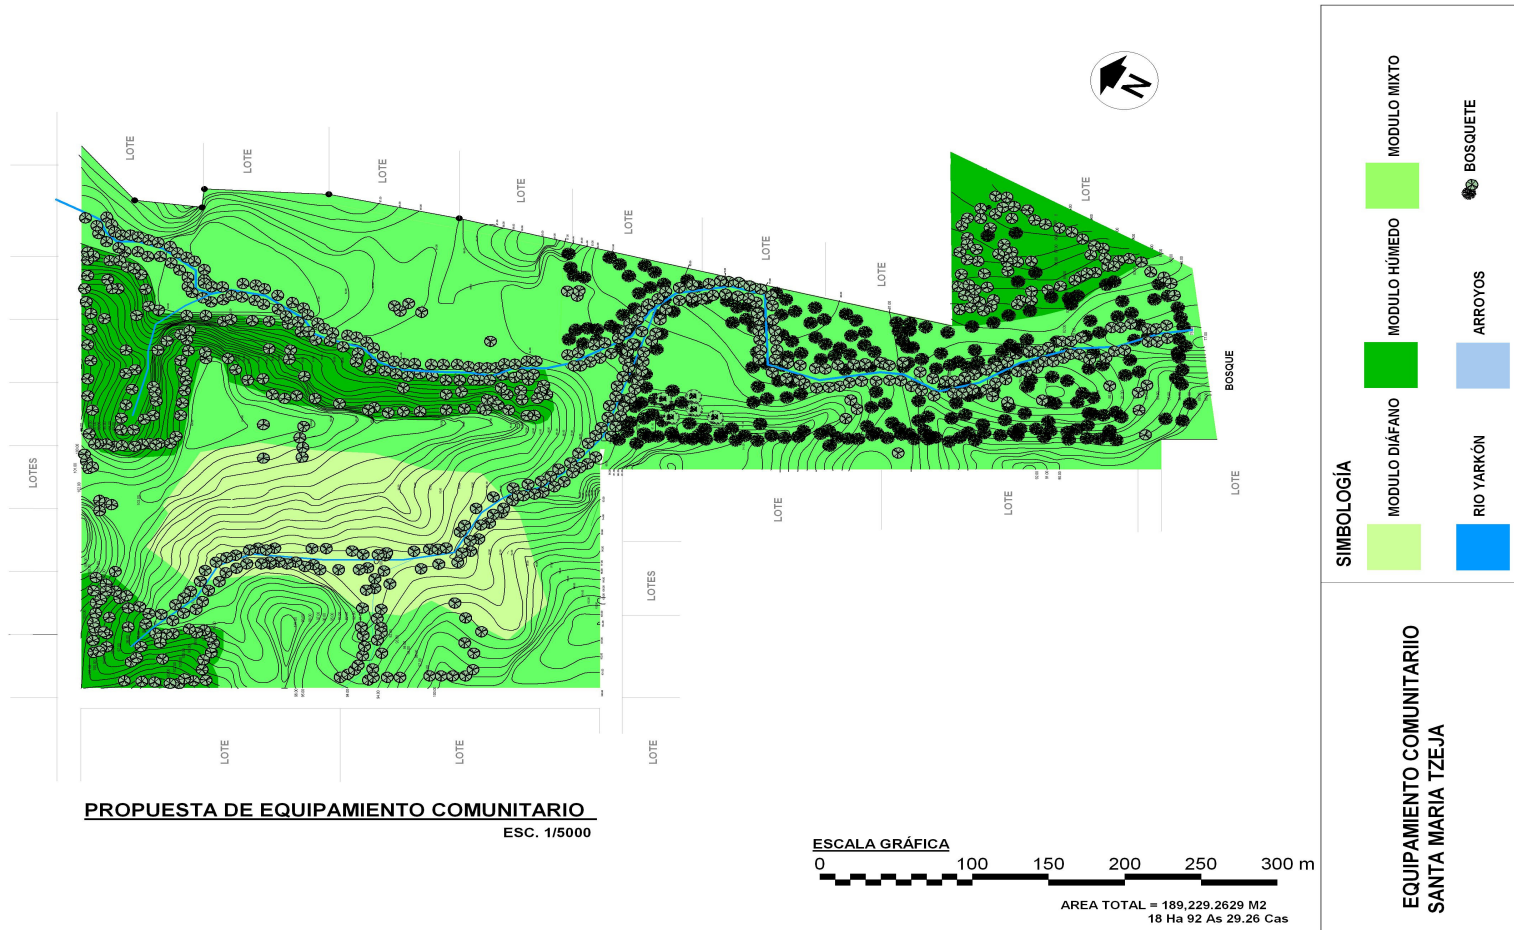 N
LOTE
LOTE
LOTE
LOTE
LOTE
LOTE
LOTE
LOTE
BOSQUE
LOTES
LOTE
LOTE
LOTE
LOTES
LOTE
LOTE
LOTE
PROPUESTA DE EQUIPAMIENTO COMUNITARIO
ESC. 1/5000
ESCALA GRÁFICA
0 100 150 200 250 300 m
AREA TOTAL = 189,229.2629 M2
18 Ha 92 As 29.26 Cas
SIMBOLOGÍA
MODULO DIÁFANO
MODULO HÚMEDO
MODULO MIXTO
RIO YARKÓN
ARROYOS
BOSQUETE
EQUIPAMIENTO COMUNITARIIO
SANTA MARIA TZEJA